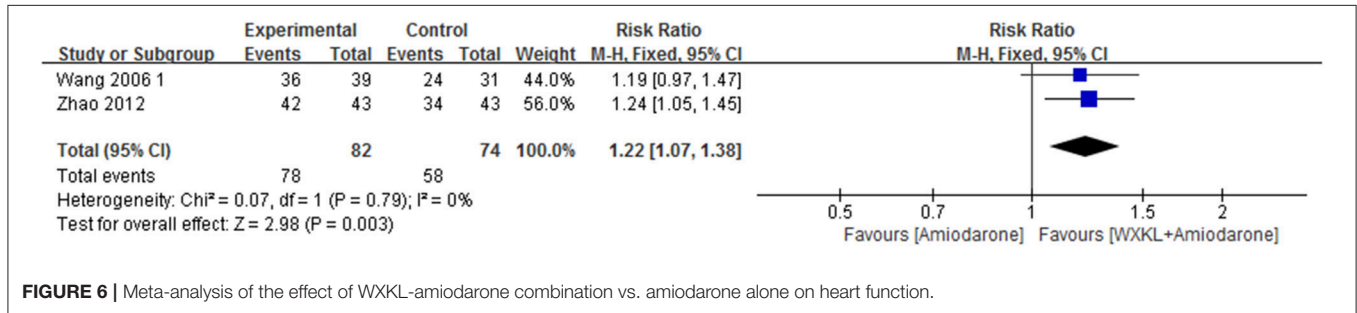 Experimental Control Risk Ratio Risk Ratio
Study or Subgroup Events Total Events Total Weight M-H, Fixed, 95% CI M-H, Fixed, 95% CI
Wang 2006 1 36 39 24 31 44.0% 1.19 [0.97, 1.47]
Zhao 2012 42 43 34 43 56.0% 1.24 [1.05, 1.45]
Total (95% CI) 82 74 100.0% 1.22 [1.07, 1.38]
Total events 78 58
Heterogeneity: Chi² = 0.07, df = 1 (P = 0.79); I² = 0%
Test for overall effect: Z = 2.98 (P = 0.003)
0.5 0.7 1 1.5 2
Favours [Amiodarone] Favours [WXKL+Amiodarone]
FIGURE 6 | Meta-analysis of the effect of WXKL-amiodarone combination vs. amiodarone alone on heart function.